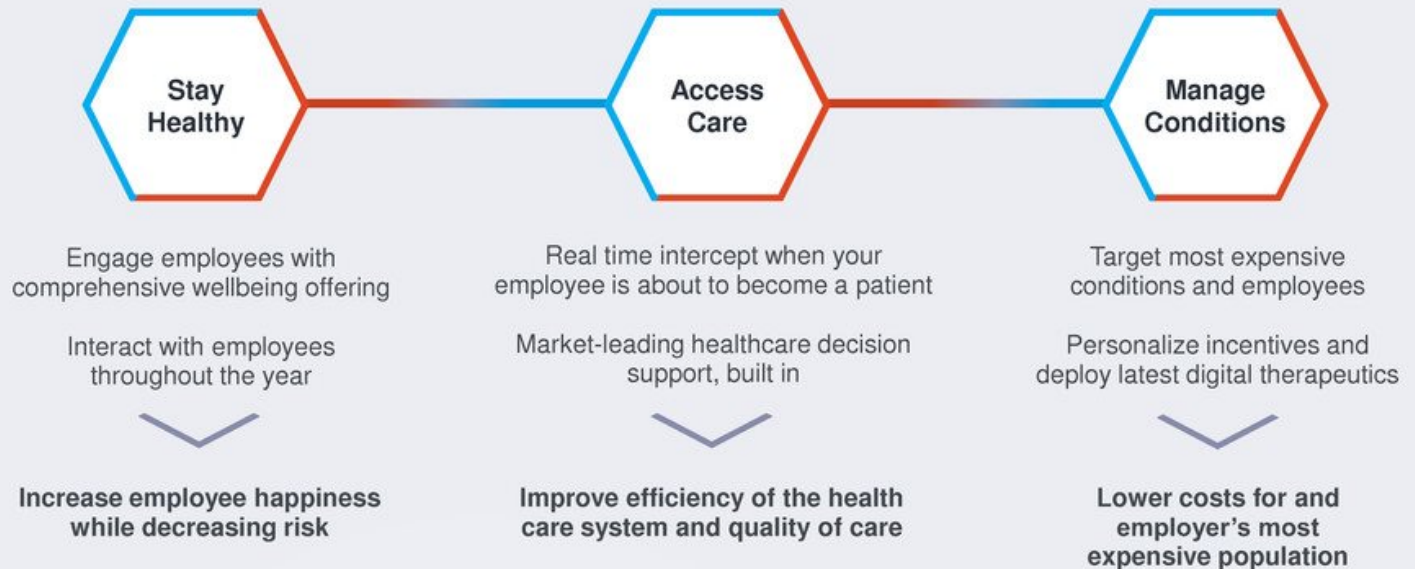 Stay
Healthy
Engage employees with
comprehensive wellbeing offering
Interact with employees
throughout the year
Increase employee happiness
while decreasing risk
Access
Care
Real time intercept when your
employee is about to become a patient
Market-leading healthcare decision
support, built in
Improve efficiency of the health
care system and quality of care
Manage
Conditions
Target most expensive
conditions and employees
Personalize incentives and
deploy latest digital therapeutics
Lower costs for and
employer’s most
expensive population